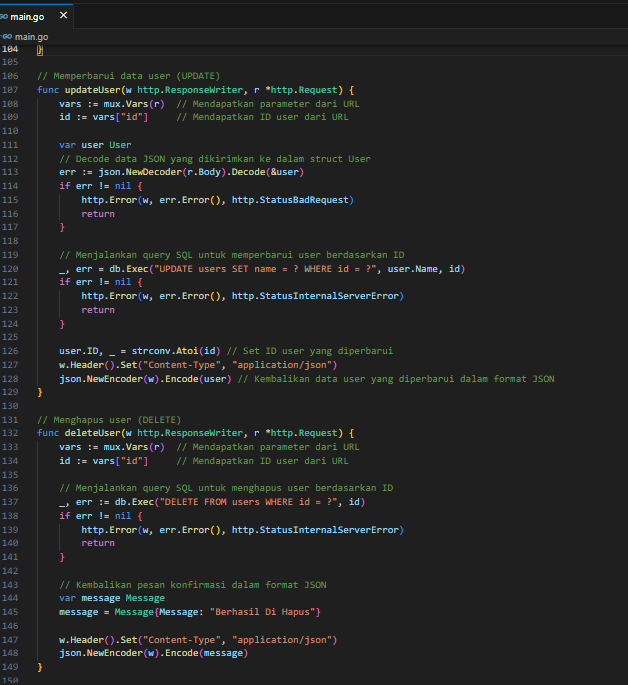 GO main.go X
GO main.go
104 }
105
106 // Memperbarui data user (UPDATE)
107 func updateUser(w http.ResponseWriter, r *http.Request) {
108     vars := mux.Vars(r)  // Mendapatkan parameter dari URL
109     id := vars["id"]     // Mendapatkan ID user dari URL
110
111     var user User
112     // Decode data JSON yang dikirimkan ke dalam struct User
113     err := json.NewDecoder(r.Body).Decode(&user)
114     if err != nil {
115         http.Error(w, err.Error(), http.StatusBadRequest)
116         return
117     }
118
119     // Menjalankan query SQL untuk memperbarui user berdasarkan ID
120     _, err = db.Exec("UPDATE users SET name = ? WHERE id = ?", user.Name, id)
121     if err != nil {
122         http.Error(w, err.Error(), http.StatusInternalServerError)
123         return
124     }
125
126     user.ID, _ = strconv.Atoi(id) // Set ID user yang diperbarui
127     w.Header().Set("Content-Type", "application/json")
128     json.NewEncoder(w).Encode(user) // Kembalikan data user yang diperbarui dalam format JSON
129 }
130
131 // Menghapus user (DELETE)
132 func deleteUser(w http.ResponseWriter, r *http.Request) {
133     vars := mux.Vars(r)  // Mendapatkan parameter dari URL
134     id := vars["id"]     // Mendapatkan ID user dari URL
135
136     // Menjalankan query SQL untuk menghapus user berdasarkan ID
137     _, err := db.Exec("DELETE FROM users WHERE id = ?", id)
138     if err != nil {
139         http.Error(w, err.Error(), http.StatusInternalServerError)
140         return
141     }
142
143     // Kembalikan pesan konfirmasi dalam format JSON
144     var message Message
145     message = Message{Message: "Berhasil Di Hapus"}
146
147     w.Header().Set("Content-Type", "application/json")
148     json.NewEncoder(w).Encode(message)
149 }
150